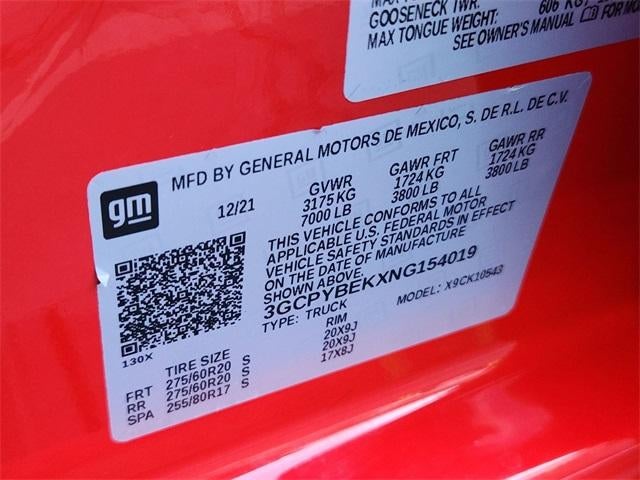 GOOSENECK TWR:
MAX TONGUE WEIGHT: 606 KG
SEE OWNER'S MANUAL FOR MO
gm
MFD BY GENERAL MOTORS DE MEXICO, S. DE R.L. DE C.V.
12/21 GVWR GAWR FRT GAWR RR
3175 KG 1724 KG 1724 KG
7000 LB 3800 LB 3800 LB
THIS VEHICLE CONFORMS TO ALL
APPLICABLE U.S. FEDERAL MOTOR
VEHICLE SAFETY STANDARDS IN EFFECT
ON THE DATE OF MANUFACTURE
SHOWN ABOVE.
3GCPYBEKXNG154019
TYPE: TRUCK MODEL: X9CK10543
130X
TIRE SIZE RIM
FRT 275/60R20 S 20X9J
RR 275/60R20 S 20X9J
SPA 255/80R17 S 17X8J